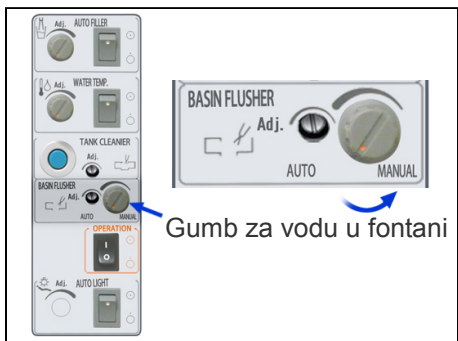 Adj. AUTO FILLER
Adj. WATER TEMP.
TANK CLEANIER
Adj.
BASIN FLUSHER
Adj.
AUTO MANUAL
OPERATION
I
O
Adj. AUTO LIGHT
BASIN FLUSHER
Adj.
AUTO MANUAL
Gumb za vodu u fontani